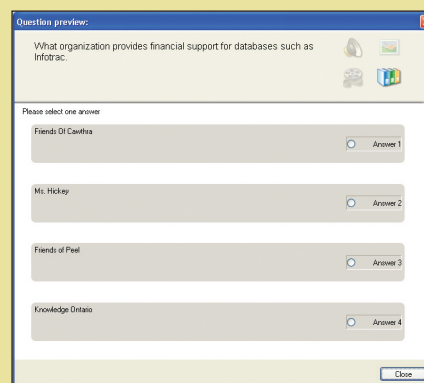 Question preview:
What organization provides financial support for databases such as
Infotrac.
Please select one answer
Friends Of Cawthra
Answer 1
Ms. Hickey
Answer 2
Friends of Peel
Answer 3
Knowledge Ontario
Answer 4
Close